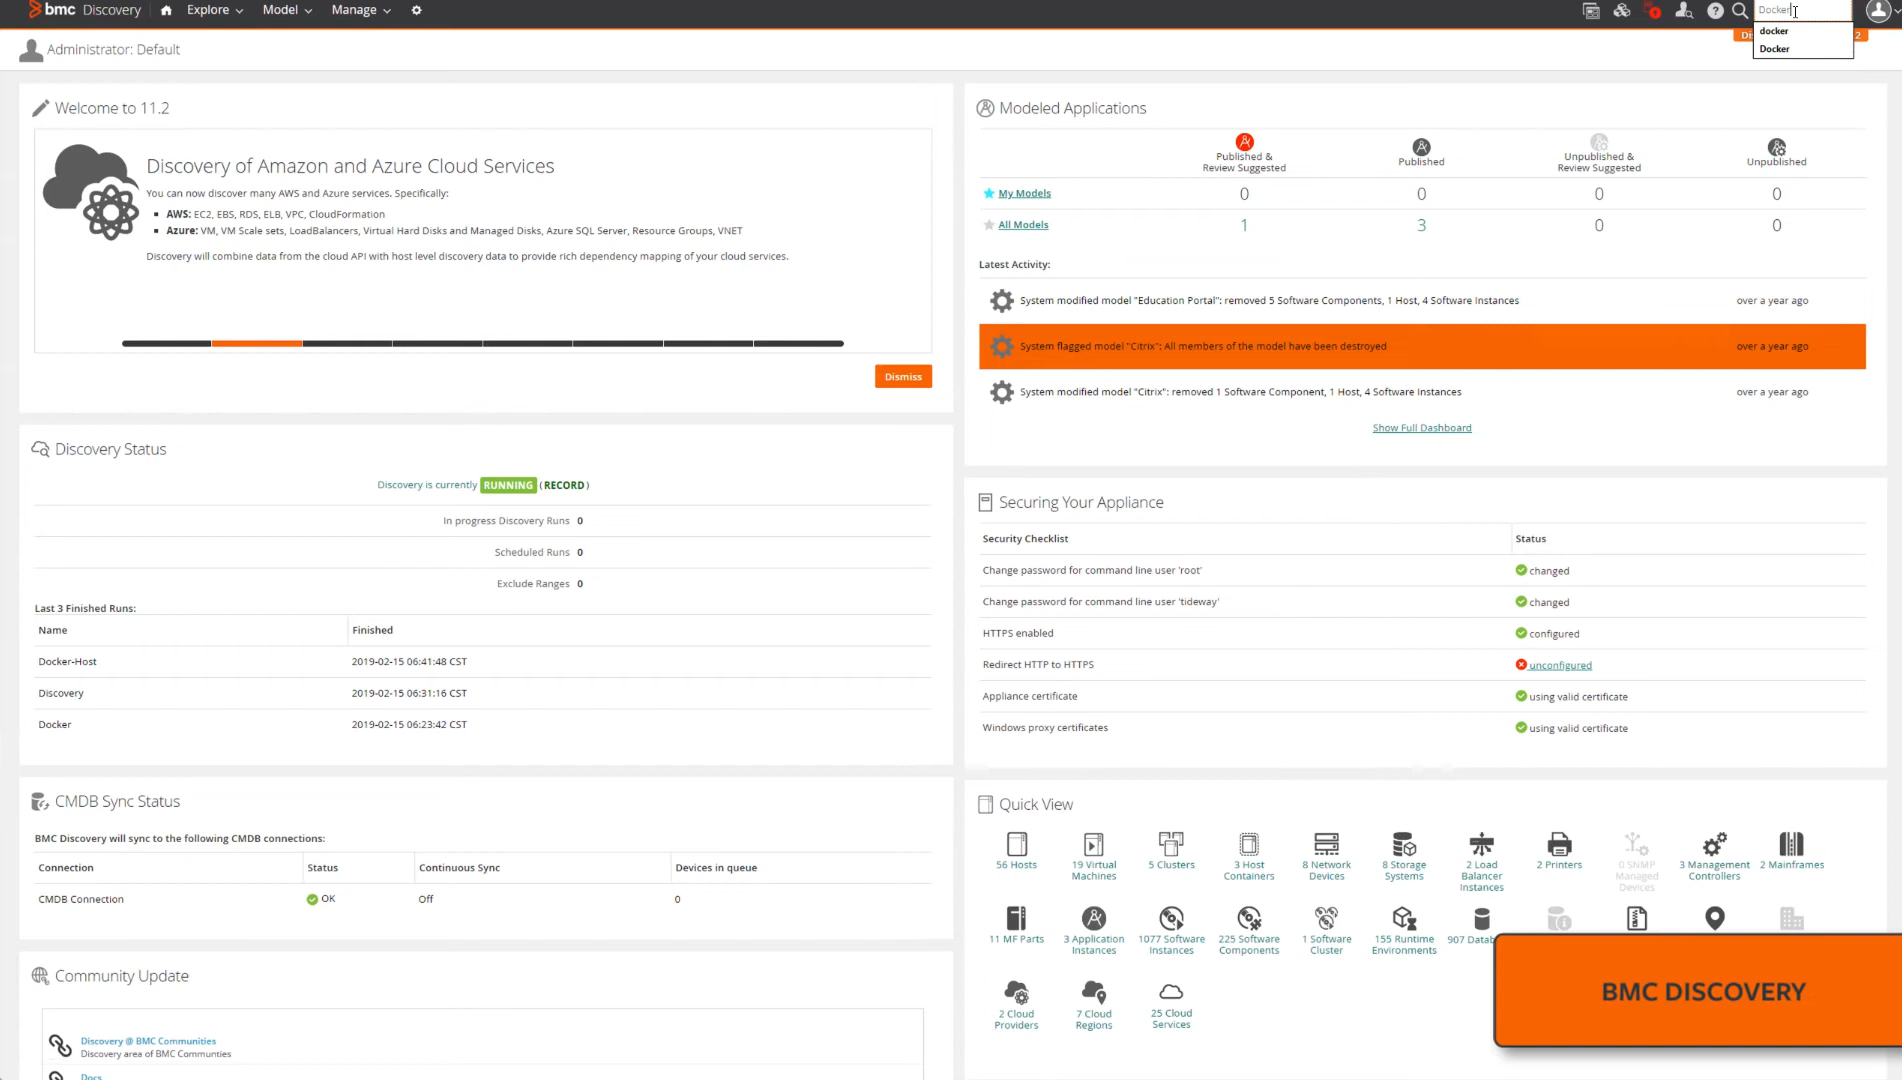 bmc Discovery Explore Model Manage Docker
docker
Docker
Administrator: Default
2
Welcome to 11.2
Discovery of Amazon and Azure Cloud Services
You can now discover many AWS and Azure services. Specifically:
AWS: EC2, EBS, RDS, ELB, VPC, CloudFormation
Azure: VM, VM Scale sets, LoadBalancers, Virtual Hard Disks and Managed Disks, Azure SQL Server, Resource Groups, VNET
Discovery will combine data from the cloud API with host level discovery data to provide rich dependency mapping of your cloud services.
Dismiss
Discovery Status
Discovery is currently RUNNING (RECORD)
In progress Discovery Runs 0
Scheduled Runs 0
Exclude Ranges 0
Last 3 Finished Runs:
Name Finished
Docker-Host 2019-02-15 06:41:48 CST
Discovery 2019-02-15 06:31:16 CST
Docker 2019-02-15 06:23:42 CST
CMDB Sync Status
BMC Discovery will sync to the following CMDB connections:
Connection Status Continuous Sync Devices in queue
CMDB Connection OK Off 0
Community Update
Discovery @ BMC Communities
Discovery area of BMC Communties
Docs
Modeled Applications
Published & Review Suggested Published Unpublished & Review Suggested Unpublished
My Models 0 0 0 0
All Models 1 3 0 0
Latest Activity:
System modified model "Education Portal": removed 5 Software Components, 1 Host, 4 Software Instances over a year ago
System flagged model "Citrix": All members of the model have been destroyed over a year ago
System modified model "Citrix": removed 1 Software Component, 1 Host, 4 Software Instances over a year ago
Show Full Dashboard
Securing Your Appliance
Security Checklist Status
Change password for command line user 'root' changed
Change password for command line user 'tideway' changed
HTTPS enabled configured
Redirect HTTP to HTTPS unconfigured
Appliance certificate using valid certificate
Windows proxy certificates using valid certificate
Quick View
56 Hosts 19 Virtual Machines 5 Clusters 3 Host Containers 8 Network Devices 8 Storage Systems 2 Load Balancer Instances 2 Printers 0 SNMP Managed Devices 3 Management Controllers 2 Mainframes
11 MF Parts 3 Application Instances 1077 Software Instances 225 Software Components 1 Software Cluster 155 Runtime Environments 907 Datab
2 Cloud Providers 7 Cloud Regions 25 Cloud Services
BMC DISCOVERY